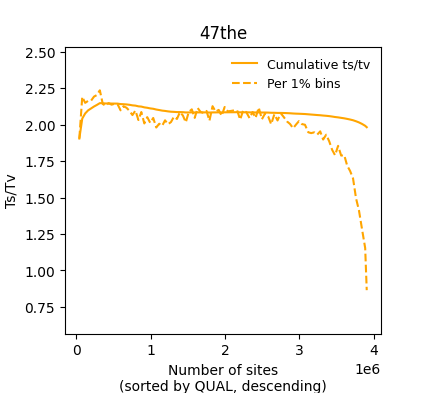 47the
2.50
2.25
2.00
1.75
1.50
1.25
1.00
0.75
Ts/Tv
Cumulative ts/tv
Per 1% bins
0
1
2
3
4
1e6
Number of sites
(sorted by QUAL, descending)